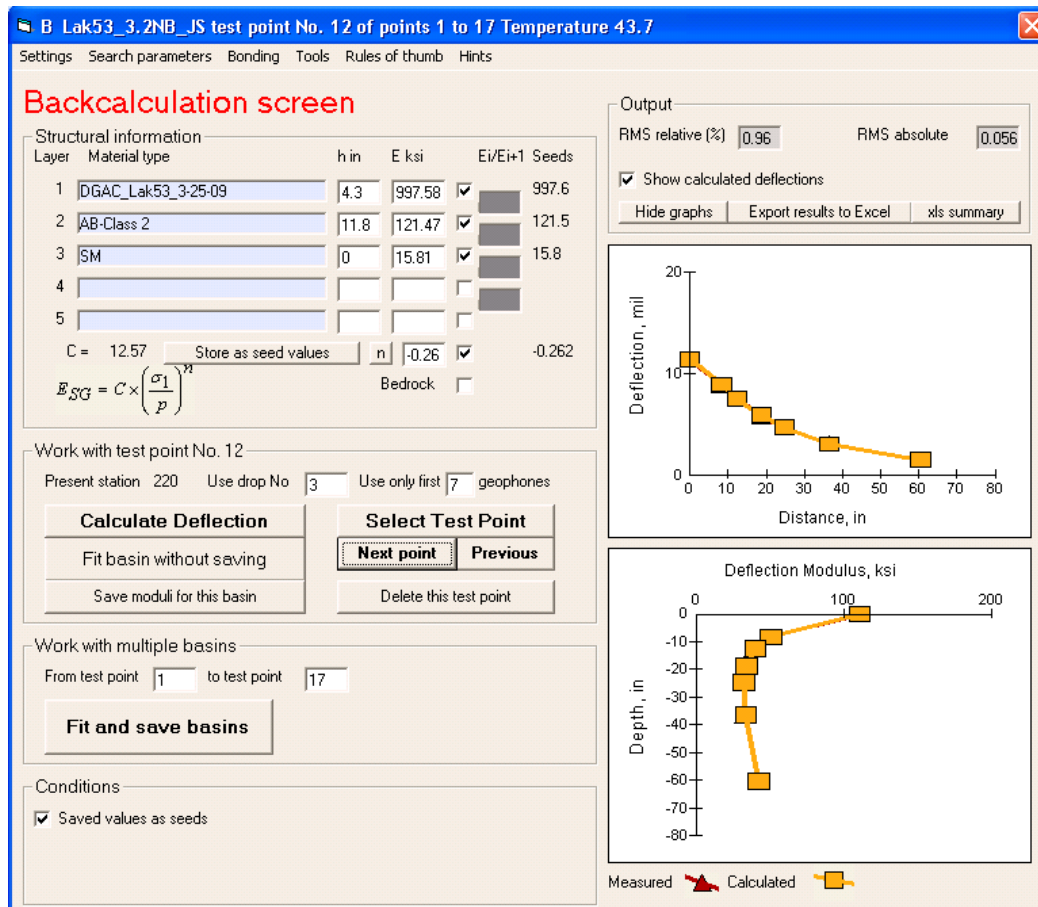 B Lak53_3.2NB_JS test point No. 12 of points 1 to 17 Temperature 43.7
Settings Search parameters Bonding Tools Rules of thumb Hints
Backcalculation screen
Structural information
Layer Material type h in E ksi Ei/Ei+1 Seeds
1 DGAC_Lak53_3-25-09 4.3 997.58 997.6
2 AB-Class 2 11.8 121.47 121.5
3 SM 0 15.81 15.8
4
5
C = 12.57 Store as seed values n -0.26 -0.262
E_SG = C × (σ1/p)^n
Bedrock
Work with test point No. 12
Present station 220 Use drop No 3 Use only first 7 geophones
Calculate Deflection Select Test Point
Fit basin without saving Next point Previous
Save moduli for this basin Delete this test point
Work with multiple basins
From test point 1 to test point 17
Fit and save basins
Conditions
Saved values as seeds
Output
RMS relative (%) 0.96 RMS absolute 0.056
Show calculated deflections
Hide graphs Export results to Excel xls summary
Deflection, mil
20
10
0
0 10 20 30 40 50 60 70 80
Distance, in
Deflection Modulus, ksi
0 100 200
Depth, in
0
-10
-20
-30
-40
-50
-60
-70
-80
Measured Calculated